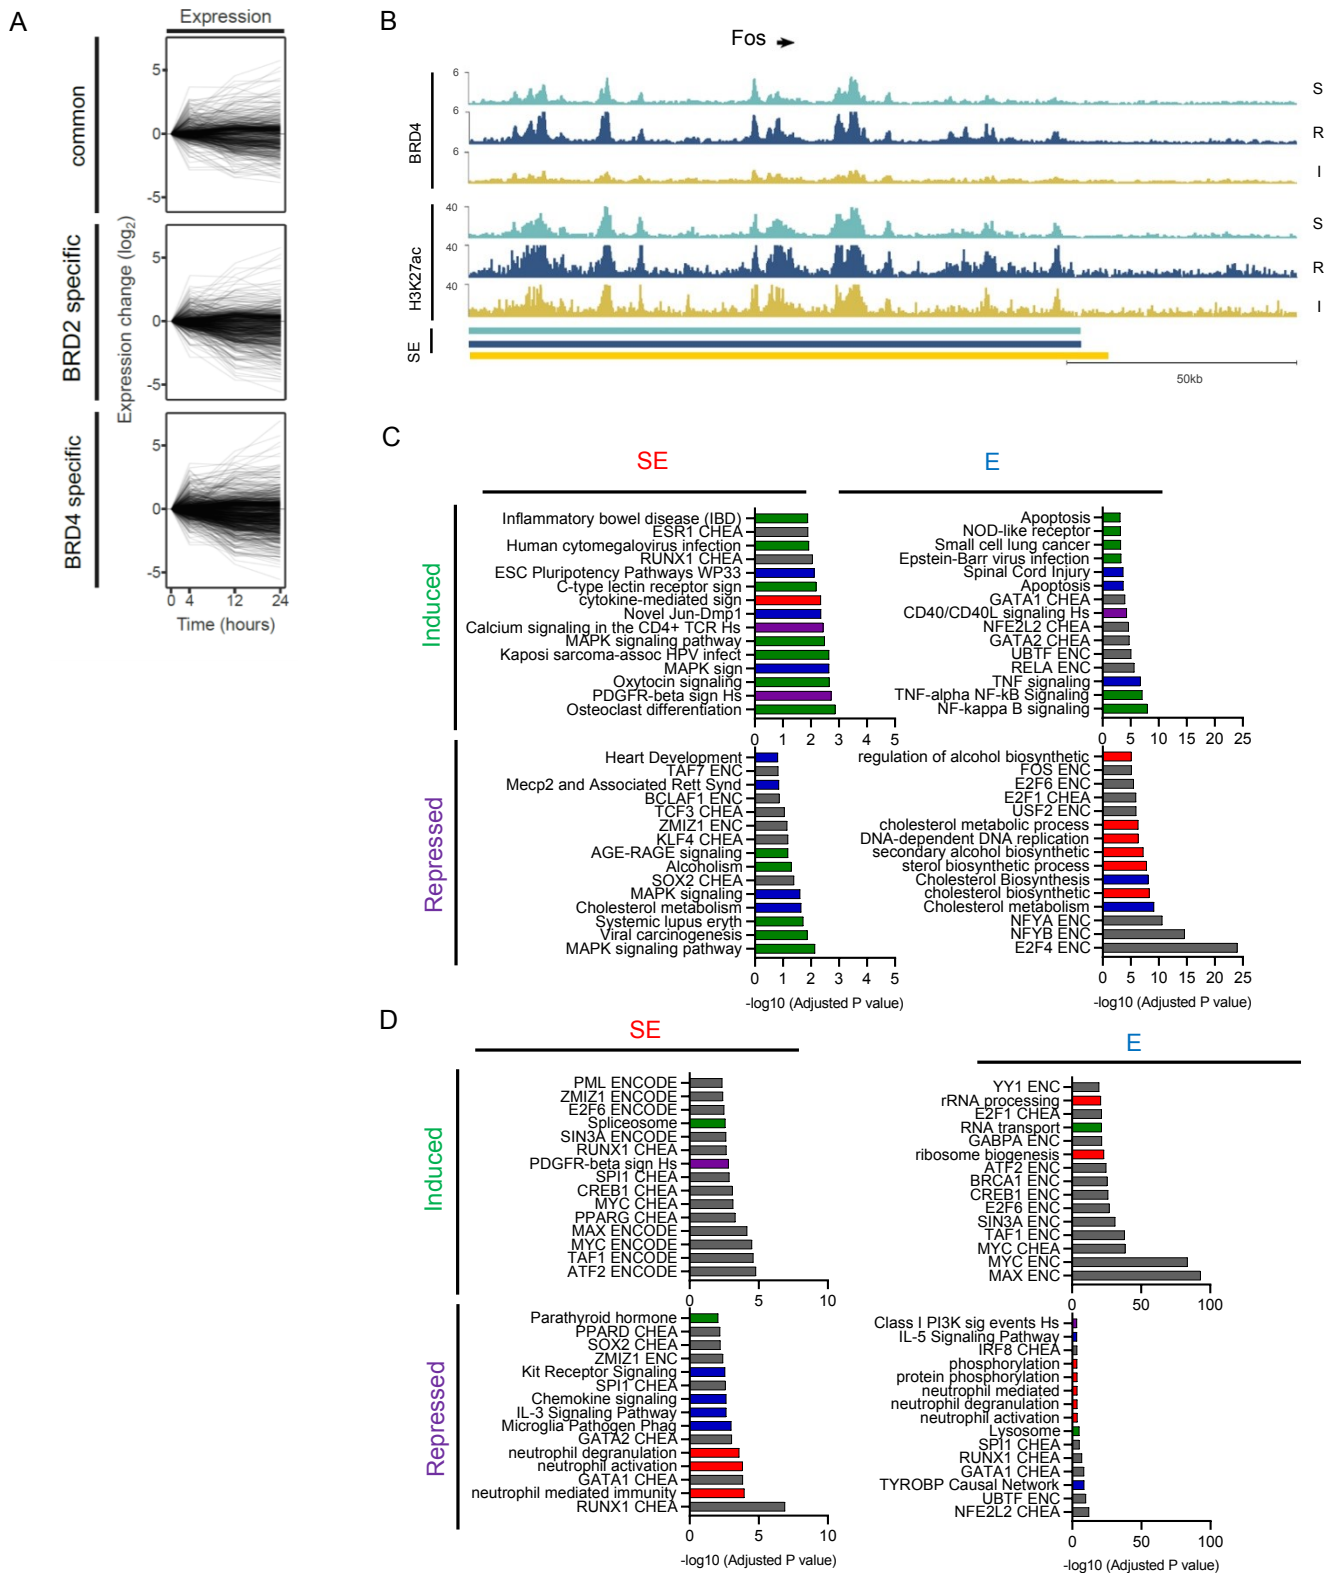 A
Expression
common
BRD2 specific
BRD4 specific
Expression change (log2)
5
0
-5
5
0
-5
5
0
-5
0 4 12 24
Time (hours)
B
Fos
BRD4
6
S
6
R
6
I
H3K27ac
40
S
40
R
40
I
SE
50kb
C
SE
E
Induced
Inflammatory bowel disease (IBD)
ESR1 CHEA
Human cytomegalovirus infection
RUNX1 CHEA
ESC Pluripotency Pathways WP33
C-type lectin receptor sign
cytokine-mediated sign
Novel Jun-Dmp1
Calcium signaling in the CD4+ TCR Hs
MAPK signaling pathway
Kaposi sarcoma-assoc HPV infect
MAPK sign
Oxytocin signaling
PDGFR-beta sign Hs
Osteoclast differentiation
0 1 2 3 4 5
Apoptosis
NOD-like receptor
Small cell lung cancer
Epstein-Barr virus infection
Spinal Cord Injury
Apoptosis
GATA1 CHEA
CD40/CD40L signaling Hs
NFE2L2 CHEA
GATA2 CHEA
UBTF ENC
RELA ENC
TNF signaling
TNF-alpha NF-kB Signaling
NF-kappa B signaling
0 5 10 15 20 25
Repressed
Heart Development
TAF7 ENC
Mecp2 and Associated Rett Synd
BCLAF1 ENC
TCF3 CHEA
ZMIZ1 ENC
KLF4 CHEA
AGE-RAGE signaling
Alcoholism
SOX2 CHEA
MAPK signaling
Cholesterol metabolism
Systemic lupus eryth
Viral carcinogenesis
MAPK signaling pathway
0 1 2 3 4 5
-log10 (Adjusted P value)
regulation of alcohol biosynthetic
FOS ENC
E2F6 ENC
E2F1 CHEA
USF2 ENC
cholesterol metabolic process
DNA-dependent DNA replication
secondary alcohol biosynthetic
sterol biosynthetic process
Cholesterol Biosynthesis
cholesterol biosynthetic
Cholesterol metabolism
NFYA ENC
NFYB ENC
E2F4 ENC
0 5 10 15 20 25
-log10 (Adjusted P value)
D
SE
E
Induced
PML ENCODE
ZMIZ1 ENCODE
E2F6 ENCODE
Spliceosome
SIN3A ENCODE
RUNX1 CHEA
PDGFR-beta sign Hs
SPI1 CHEA
CREB1 CHEA
MYC CHEA
PPARG CHEA
MAX ENCODE
MYC ENCODE
TAF1 ENCODE
ATF2 ENCODE
0 5 10
YY1 ENC
rRNA processing
E2F1 CHEA
RNA transport
GABPA ENC
ribosome biogenesis
ATF2 ENC
BRCA1 ENC
CREB1 ENC
E2F6 ENC
SIN3A ENC
TAF1 ENC
MYC CHEA
MYC ENC
MAX ENC
0 50 100
Repressed
Parathyroid hormone
PPARD CHEA
SOX2 CHEA
ZMIZ1 ENC
Kit Receptor Signaling
SPI1 CHEA
Chemokine signaling
IL-3 Signaling Pathway
Microglia Pathogen Phag
GATA2 CHEA
neutrophil degranulation
neutrophil activation
GATA1 CHEA
neutrophil mediated immunity
RUNX1 CHEA
0 5 10
-log10 (Adjusted P value)
Class I PI3K sig events Hs
IL-5 Signaling Pathway
IRF8 CHEA
phosphorylation
protein phosphorylation
neutrophil mediated
neutrophil degranulation
neutrophil activation
Lysosome
SPI1 CHEA
RUNX1 CHEA
GATA1 CHEA
TYROBP Causal Network
UBTF ENC
NFE2L2 CHEA
0 50 100
-log10 (Adjusted P value)